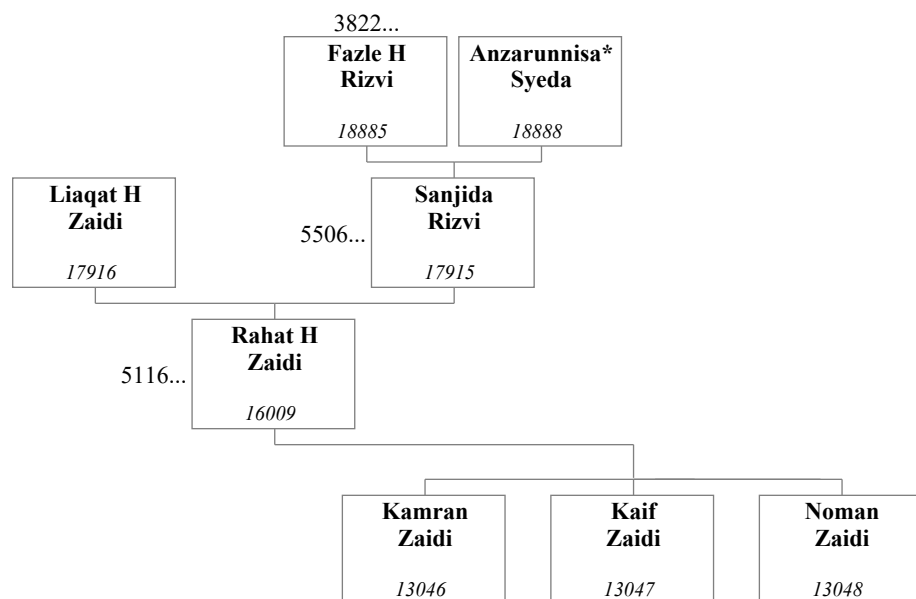 3822...
Fazle H
Rizvi
18885
Anzarunnisa*
Syeda
18888
Liaqat H
Zaidi
17916
5506...
Sanjida
Rizvi
17915
5116...
Rahat H
Zaidi
16009
Kamran
Zaidi
13046
Kaif
Zaidi
13047
Noman
Zaidi
13048